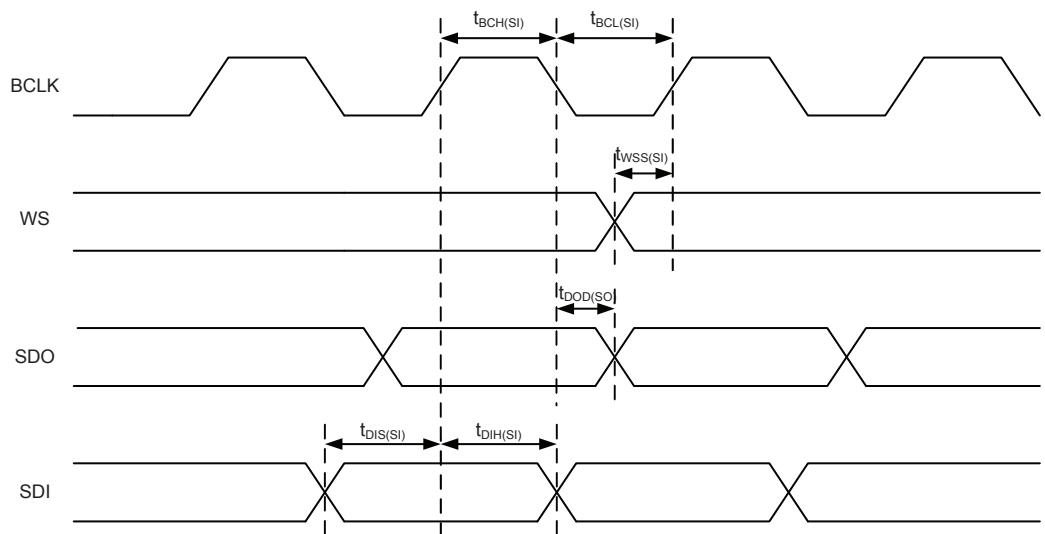 tBCH(SI) tBCL(SI)
BCLK
tWSS(SI)
WS
tDOD(SO)
SDO
tDIS(SI) tDIH(SI)
SDI